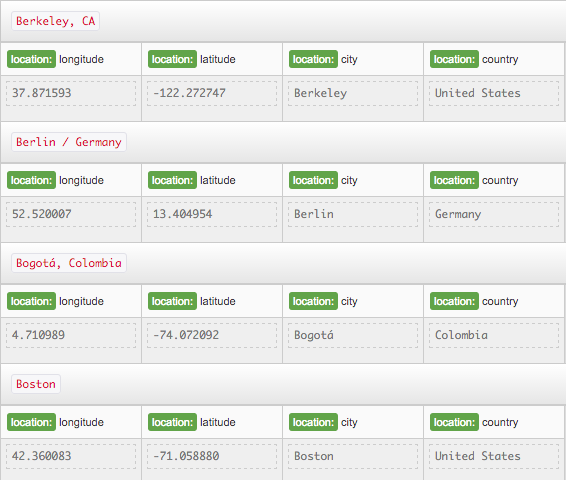 Berkeley, CA
location: longitude location: latitude location: city location: country
37.871593 -122.272747 Berkeley United States
Berlin / Germany
location: longitude location: latitude location: city location: country
52.520007 13.404954 Berlin Germany
Bogotá, Colombia
location: longitude location: latitude location: city location: country
4.710989 -74.072092 Bogotá Colombia
Boston
location: longitude location: latitude location: city location: country
42.360083 -71.058880 Boston United States